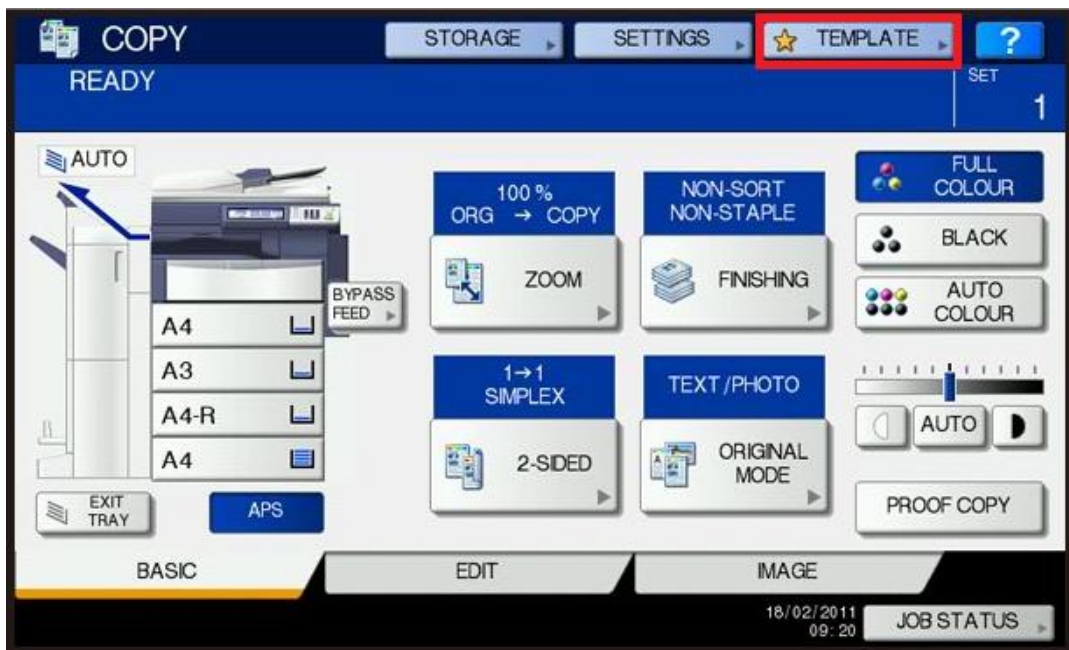 COPY
STORAGE
SETTINGS
TEMPLATE
?
READY
SET
1
AUTO
100 %
ORG → COPY
ZOOM
NON-SORT
NON-STAPLE
FINISHING
FULL
COLOUR
BLACK
AUTO
COLOUR
BYPASS
FEED
A4
A3
A4-R
A4
1→1
SIMPLEX
2-SIDED
TEXT/PHOTO
ORIGINAL
MODE
AUTO
PROOF COPY
EXIT
TRAY
APS
BASIC
EDIT
IMAGE
18/02/2011
09:20
JOB STATUS